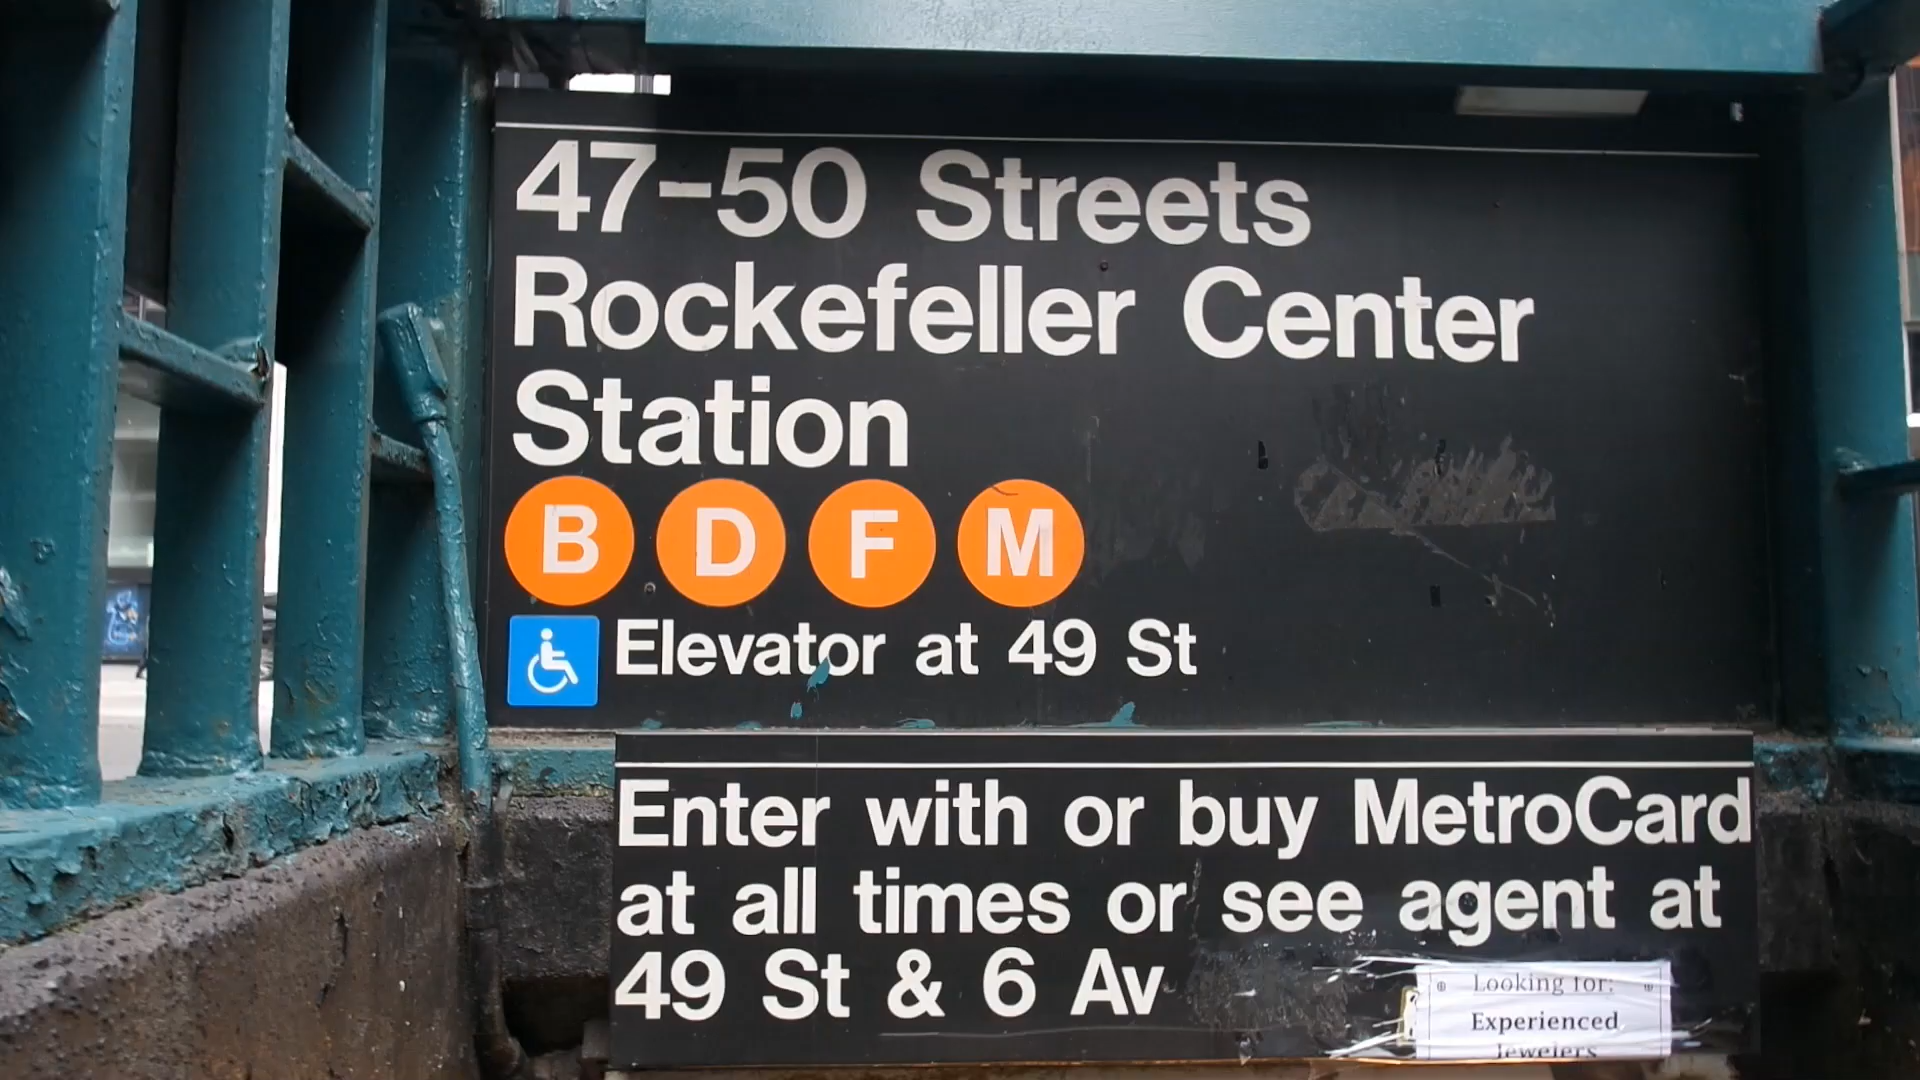 47-50 Streets
Rockefeller Center
Station
B D F M
Elevator at 49 St
Enter with or buy MetroCard
at all times or see agent at
49 St & 6 Av
Looking for:
Experienced
Jewelers